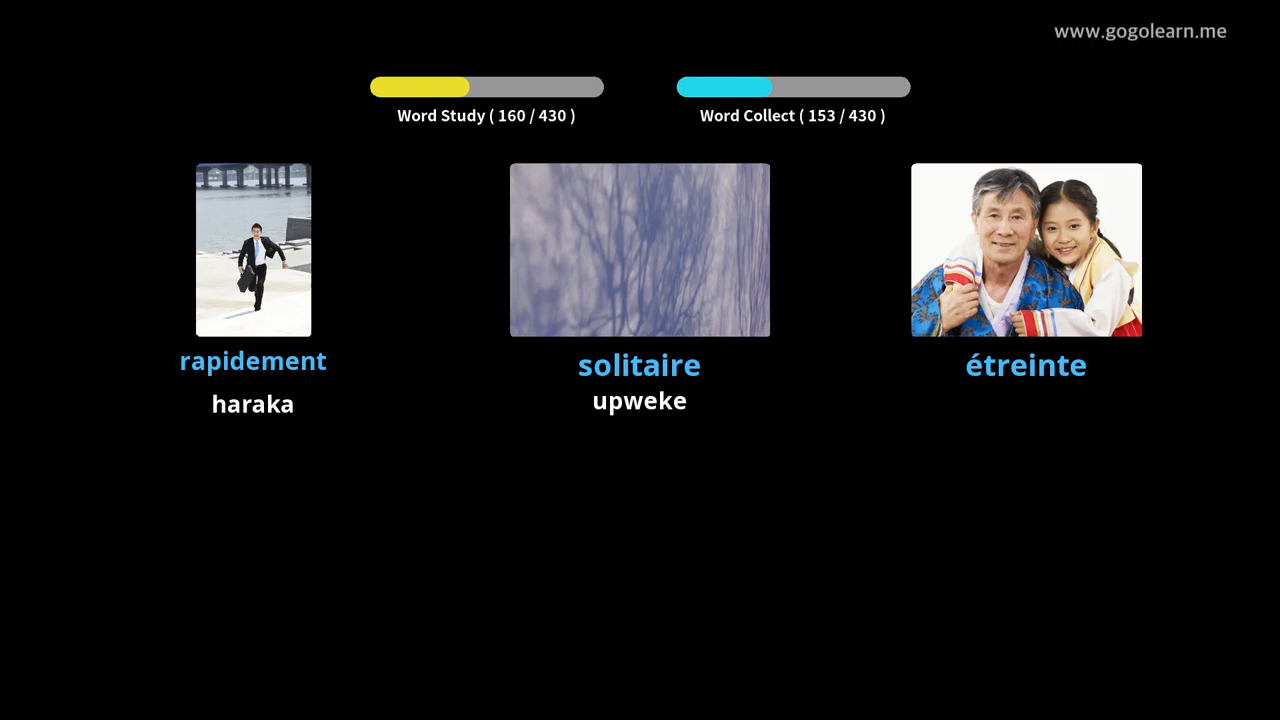 www.gogolearn.me
Word Study ( 160 / 430 )
Word Collect ( 153 / 430 )
rapidement
haraka
solitaire
upweke
étreinte